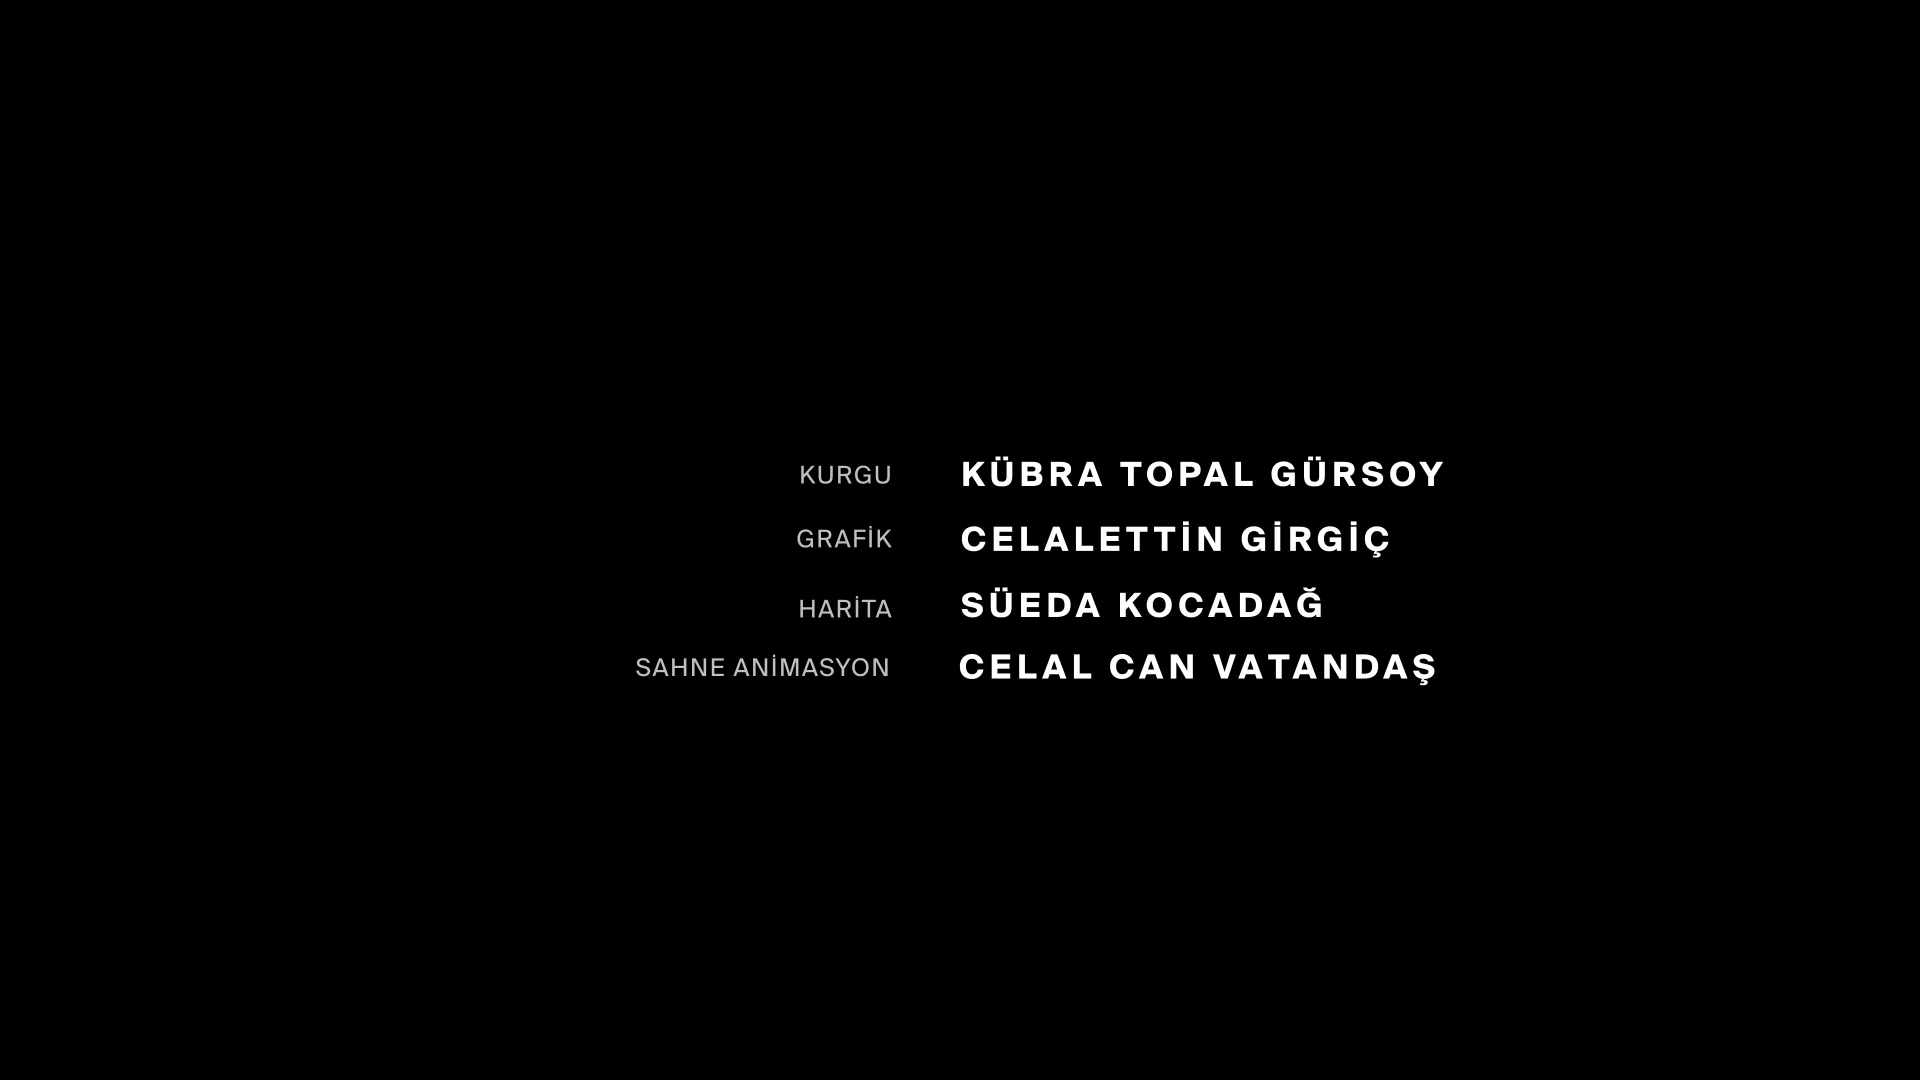 KURGU KÜBRA TOPAL GÜRSOY
GRAFİK CELALETTİN GİRGİÇ
HARİTA SÜEDA KOCADAĞ
SAHNE ANİMASYON CELAL CAN VATANDAŞ